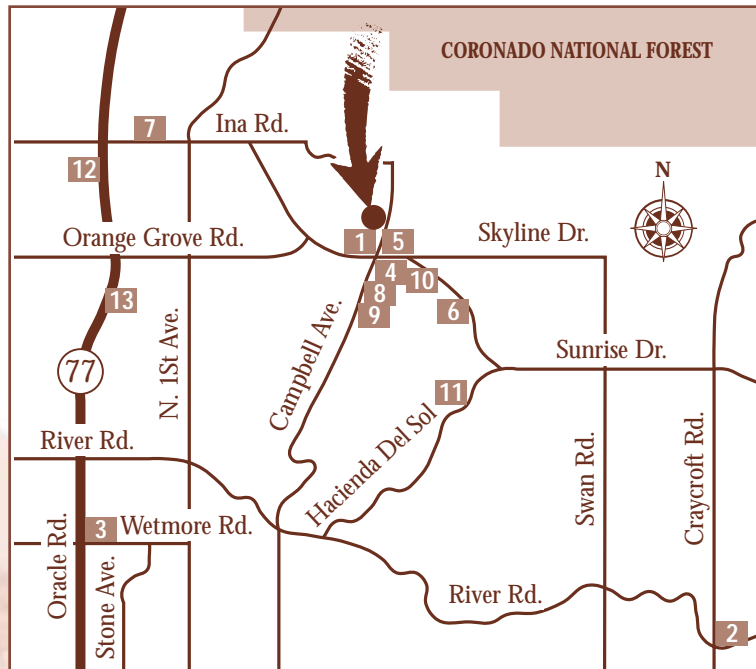 CORONADO NATIONAL FOREST
7
Ina Rd.
12
N
Orange Grove Rd.
1
5
Skyline Dr.
4
10
8
13
9
6
N. 1St Ave.
Campbell Ave.
Sunrise Dr.
77
11
Hacienda Del Sol
River Rd.
Swan Rd.
Craycroft Rd.
3
Wetmore Rd.
Oracle Rd.
Stone Ave.
River Rd.
2